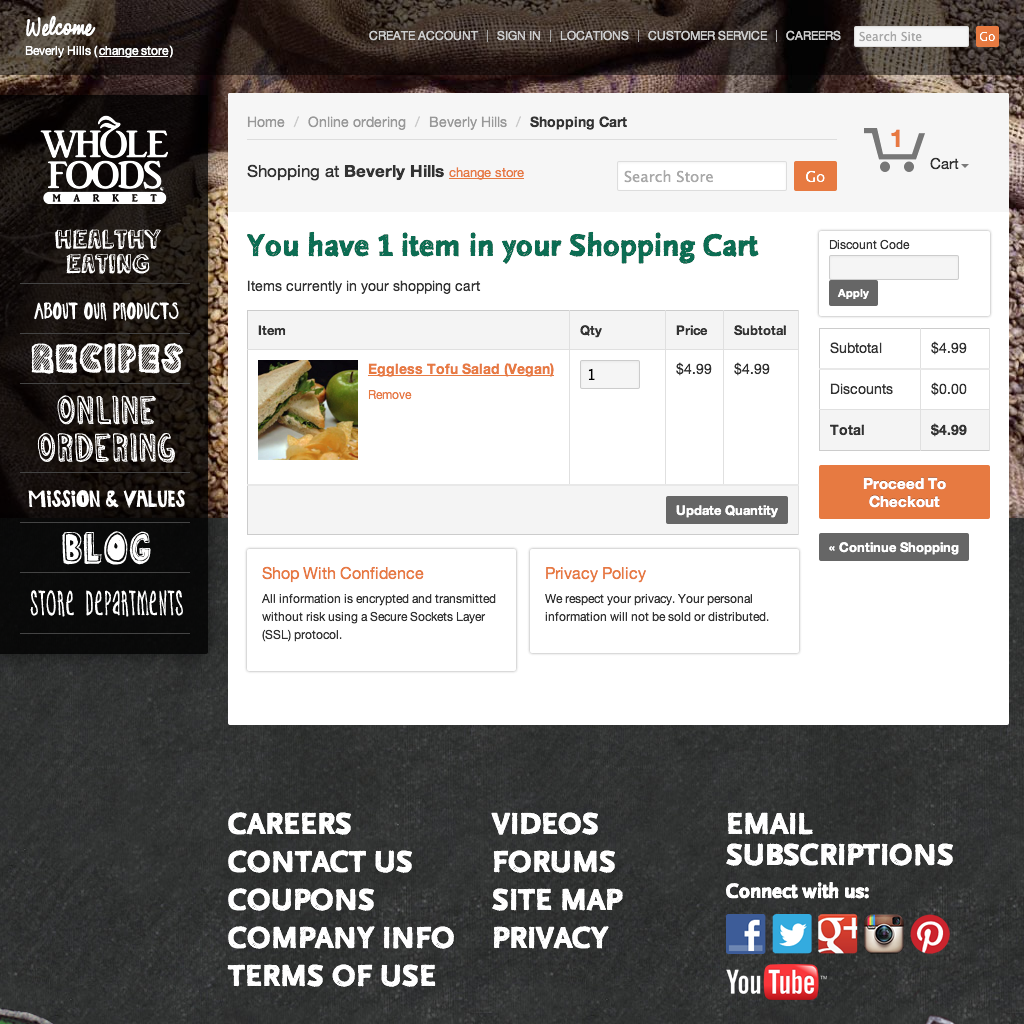 Welcome
Beverly Hills (change store)
CREATE ACCOUNT | SIGN IN | LOCATIONS | CUSTOMER SERVICE | CAREERS
Search Site
Go
WHOLE
FOODS
MARKET
HEALTHY
EATING
ABOUT OUR PRODUCTS
RECIPES
ONLINE
ORDERING
MISSION & VALUES
BLOG
STORE DEPARTMENTS
Home / Online ordering / Beverly Hills / Shopping Cart
Shopping at Beverly Hills change store
Search Store
Go
1
Cart
You have 1 item in your Shopping Cart
Items currently in your shopping cart
Item Qty Price Subtotal
Eggless Tofu Salad (Vegan) 1 $4.99 $4.99
Remove
Update Quantity
Shop With Confidence
All information is encrypted and transmitted
without risk using a Secure Sockets Layer
(SSL) protocol.
Privacy Policy
We respect your privacy. Your personal
information will not be sold or distributed.
Discount Code
Apply
Subtotal $4.99
Discounts $0.00
Total $4.99
Proceed To
Checkout
« Continue Shopping
CAREERS
CONTACT US
COUPONS
COMPANY INFO
TERMS OF USE
VIDEOS
FORUMS
SITE MAP
PRIVACY
EMAIL
SUBSCRIPTIONS
Connect with us:
You Tube™